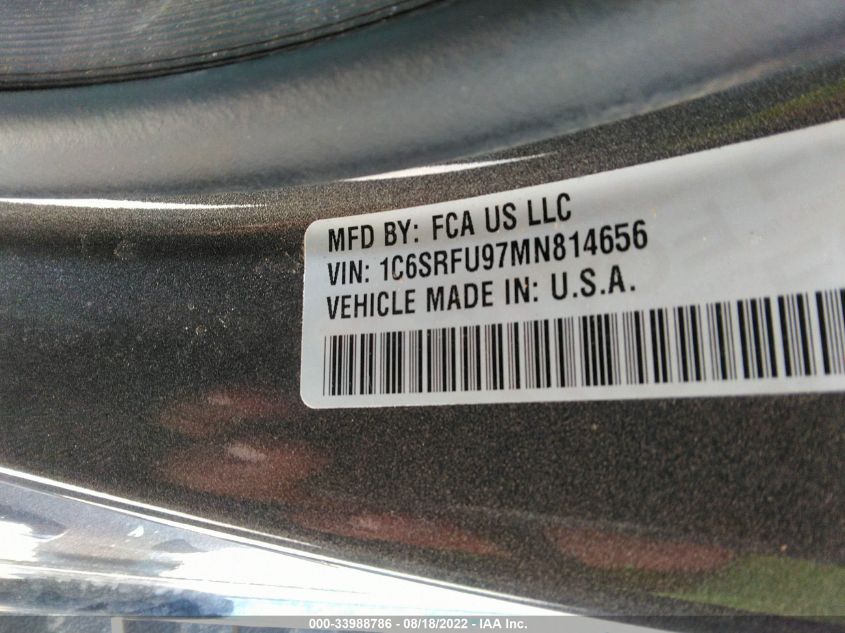 MFD BY: FCA US LLC
VIN: 1C6SRFU97MN814656
VEHICLE MADE IN: U.S.A.
000-33988786 - 08/18/2022 - IAA Inc.